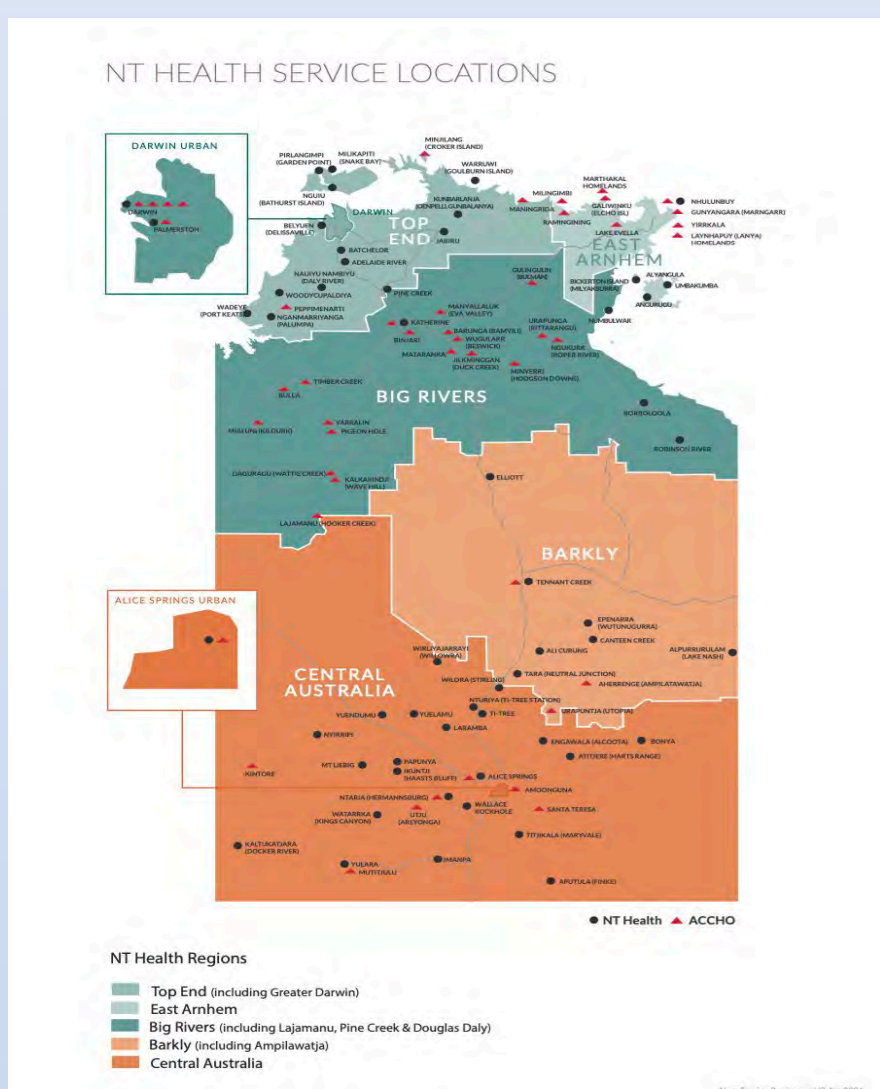 NT HEALTH SERVICE LOCATIONS
DARWIN URBAN
DARWIN
PALMERSTON
PIRLANGIMPI
(GARDEN POINT)
MILIKAPITI
(SNAKE BAY)
NGUIU
(BATHURST ISLAND)
MINJILANG
(CROKER ISLAND)
WARRUWI
(GOULBURN ISLAND)
KUNBARLANJA
(OENPELLI, GUNBALANYA)
MANINGRIDA
MILINGIMBI
RAMINGINING
MARTHAKAL
HOMELANDS
GALIWINKU
(ELCHO ISL)
LAKE EVELLA
NHULUNBUY
GUNYANGARA (MARNGARR)
YIRRKALA
LAYNHAPUY (LANYA)
HOMELANDS
DARWIN
TOP
END
EAST
ARNHEM
BELYUEN
(DELISSAVILLE)
JABIRU
BATCHELOR
ADELAIDE RIVER
NAUIYU NAMBIYU
(DALY RIVER)
WOODYCUPALDIYA
PINE CREEK
WADEYE
(PORT KEATS)
PEPPIMENARTI
NGANMARRIYANGA
(PALUMPA)
GULUNGULIN
(BULMAN)
BICKERTON ISLAND
(MILYAKBURRA)
ALYANGULA
UMBAKUMBA
ANGURUGU
NUMBULWAR
KATHERINE
BINJARI
MANYALLALUK
(EVA VALLEY)
BARUNGA (BAMYILI)
WUGULARR
(BESWICK)
MATARANKA
JILKMINGGAN
(DUCK CREEK)
URAPUNGA
(RITTARANGU)
NGUKURR
(ROPER RIVER)
MINYERRI
(HODGSON DOWNS)
TIMBER CREEK
BULLA
BIG RIVERS
YARRALIN
PIGEON HOLE
BORROLOOLA
ROBINSON RIVER
DAGURAGU (WATTIE CREEK)
KALKARINDJI
(WAVE HILL)
LAJAMANU (HOOKER CREEK)
ELLIOTT
BARKLY
TENNANT CREEK
EPENARRA
(WUTUNUGURRA)
CANTEEN CREEK
ALI CURUNG
ALPURRURULAM
(LAKE NASH)
TARA (NEUTRAL JUNCTION)
AHERRENGE (AMPILATAWATJA)
ALICE SPRINGS URBAN
CENTRAL
AUSTRALIA
WIRLIYAJARRAYI
(WILLOWRA)
WILORA (STIRLING)
NTURIYA (TI-TREE STATION)
TI-TREE
URAPUNTJA (UTOPIA)
YUENDUMU
YUELAMU
LARAMBA
NYIRRIPI
ENGAWALA (ALCOOTA)
BONYA
ATITJERE (HARTS RANGE)
KINTORE
MT LIEBIG
PAPUNYA
IKUNTJI
(HAASTS BLUFF)
ALICE SPRINGS
AMOONGUNA
NTARIA (HERMANNSBURG)
WATARRKA
(KINGS CANYON)
UTJU
(AREYONGA)
WALLACE
ROCKHOLE
SANTA TERESA
TITJIKALA (MARYVALE)
KALTUKATJARA
(DOCKER RIVER)
YULARA
MUTITJULU
IMANPA
APUTULA (FINKE)
NT Health ACCHO
NT Health Regions
Top End (including Greater Darwin)
East Arnhem
Big Rivers (including Lajamanu, Pine Creek & Douglas Daly)
Barkly (including Ampilawatja)
Central Australia